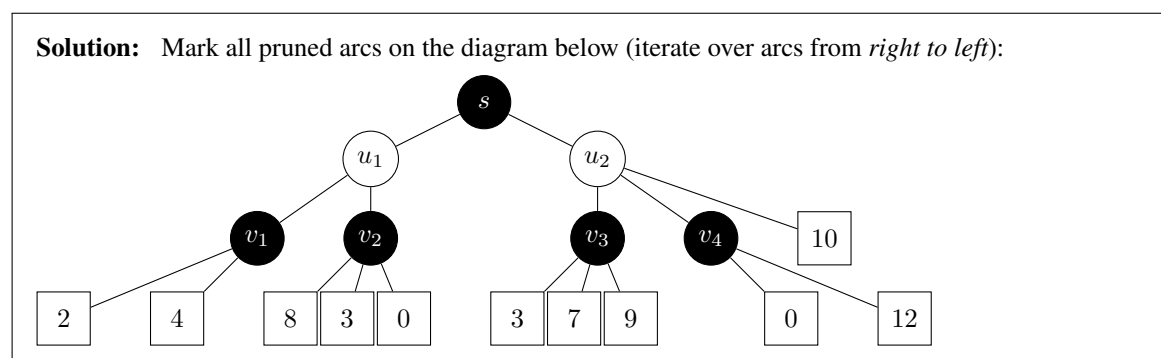 Solution: Mark all pruned arcs on the diagram below (iterate over arcs from right to left):
s
u₁ u₂
v₁ v₂ v₃ v₄ 10
2 4 8 3 0 3 7 9 0 12